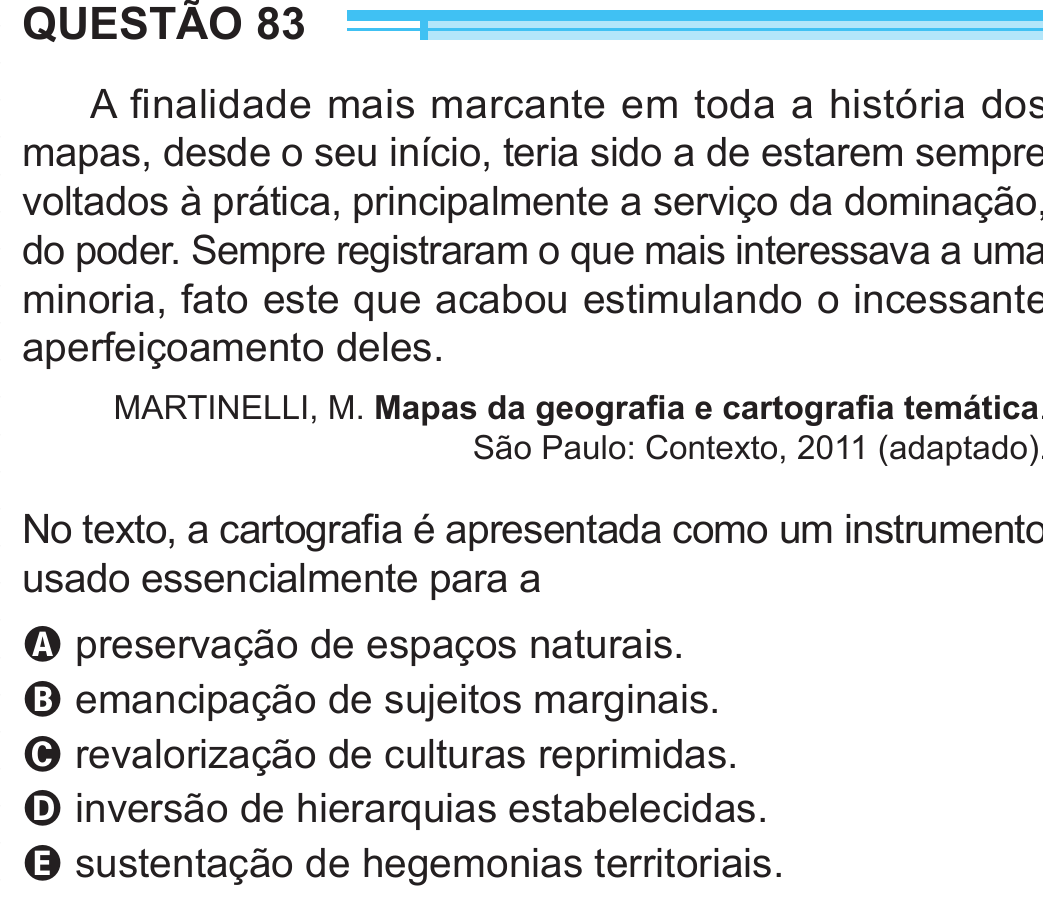 QUESTÃO 83
A finalidade mais marcante em toda a história dos
mapas, desde o seu início, teria sido a de estarem sempre
voltados à prática, principalmente a serviço da dominação,
do poder. Sempre registraram o que mais interessava a uma
minoria, fato este que acabou estimulando o incessante
aperfeiçoamento deles.
MARTINELLI, M. Mapas da geografia e cartografia temática.
São Paulo: Contexto, 2011 (adaptado).
No texto, a cartografia é apresentada como um instrumento
usado essencialmente para a
A preservação de espaços naturais.
B emancipação de sujeitos marginais.
C revalorização de culturas reprimidas.
D inversão de hierarquias estabelecidas.
E sustentação de hegemonias territoriais.